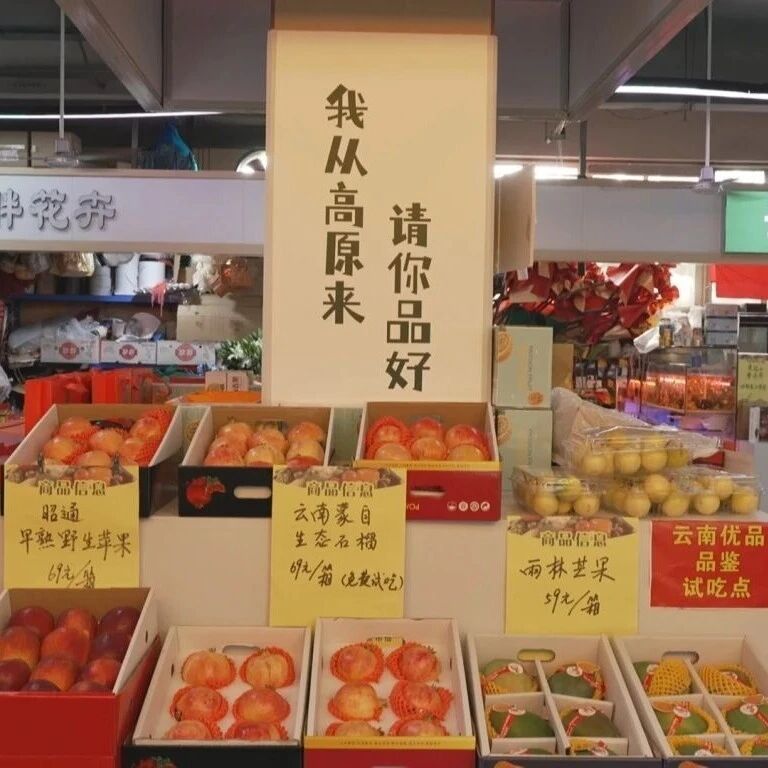 我从高原来
请你品好
胖花卉
商品信息
昭通
早熟野生苹果
69元/箱
商品信息
云南蒙自
生态石榴
69元/箱(免费试吃)
商品信息
雨林芒果
59元/箱
云南优品
品鉴
试吃点